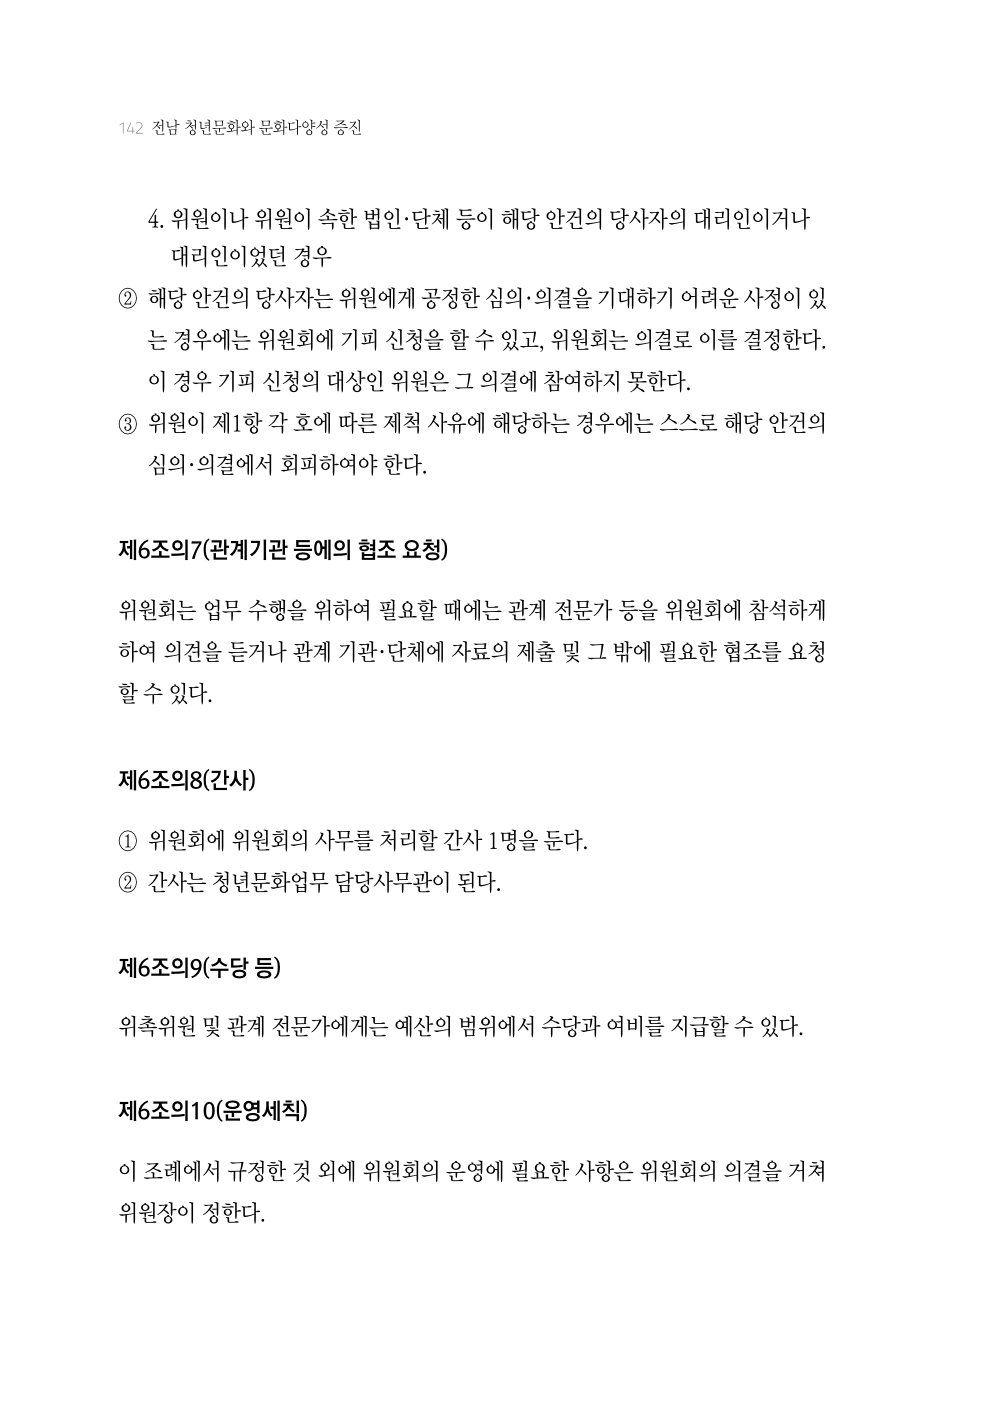 142 전남 청년문화와 문화다양성 증진
4. 위원이나 위원이 속한 법인·단체 등이 해당 안건의 당사자의 대리인이거나
대리인이었던 경우
② 해당 안건의 당사자는 위원에게 공정한 심의·의결을 기대하기 어려운 사정이 있
는 경우에는 위원회에 기피 신청을 할 수 있고, 위원회는 의결로 이를 결정한다.
이 경우 기피 신청의 대상인 위원은 그 의결에 참여하지 못한다.
③ 위원이 제1항 각 호에 따른 제척 사유에 해당하는 경우에는 스스로 해당 안건의
심의·의결에서 회피하여야 한다.
제6조의7(관계기관 등에의 협조 요청)
위원회는 업무 수행을 위하여 필요할 때에는 관계 전문가 등을 위원회에 참석하게
하여 의견을 듣거나 관계 기관·단체에 자료의 제출 및 그 밖에 필요한 협조를 요청
할 수 있다.
제6조의8(간사)
① 위원회에 위원회의 사무를 처리할 간사 1명을 둔다.
② 간사는 청년문화업무 담당사무관이 된다.
제6조의9(수당 등)
위촉위원 및 관계 전문가에게는 예산의 범위에서 수당과 여비를 지급할 수 있다.
제6조의10(운영세칙)
이 조례에서 규정한 것 외에 위원회의 운영에 필요한 사항은 위원회의 의결을 거쳐
위원장이 정한다.